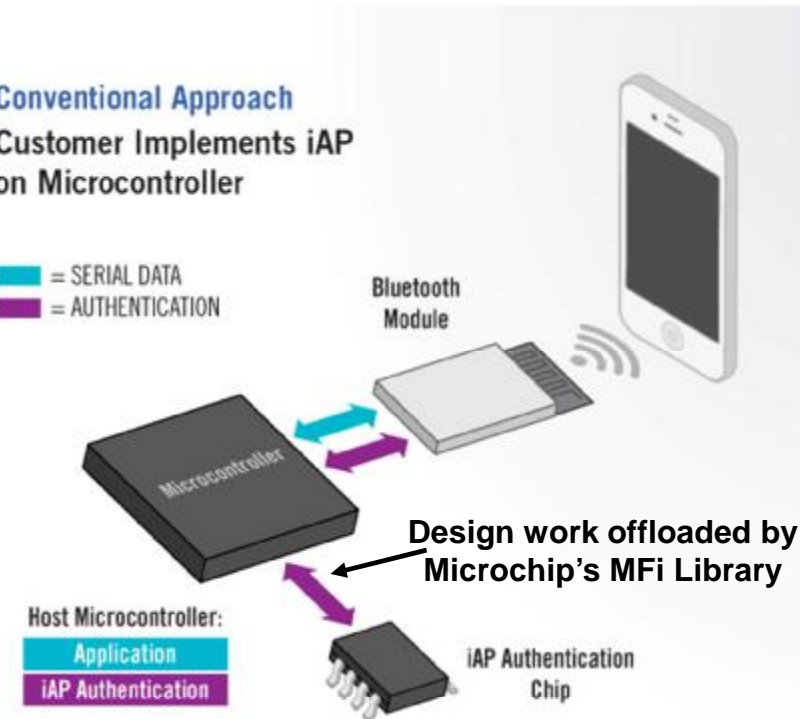 Conventional Approach
Customer Implements iAP
on Microcontroller
= SERIAL DATA
= AUTHENTICATION
Bluetooth
Module
Microcontroller
Design work offloaded by
Microchip's MFi Library
Host Microcontroller:
Application
iAP Authentication
iAP Authentication
Chip